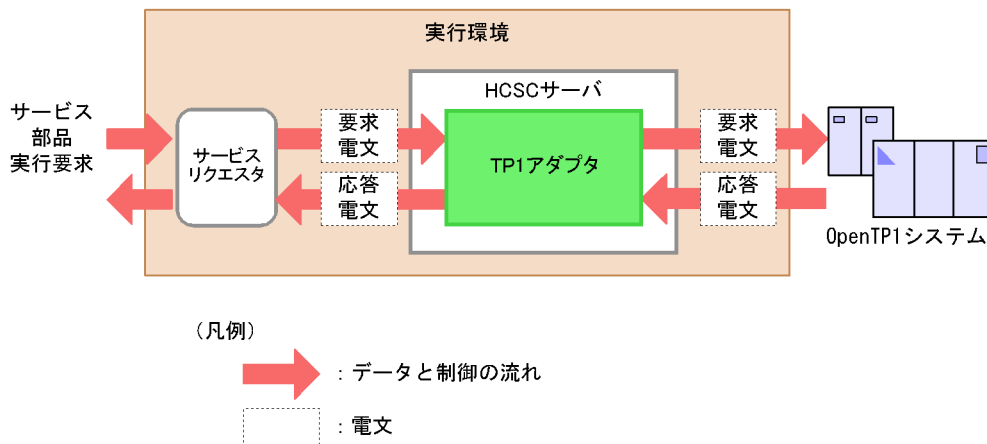 実行環境
HCSCサーバ
サービス
部品
実行要求
サービス
リクエスタ
要求
電文
応答
電文
TP1アダプタ
要求
電文
応答
電文
OpenTP1システム
(凡例)
：データと制御の流れ
：電文